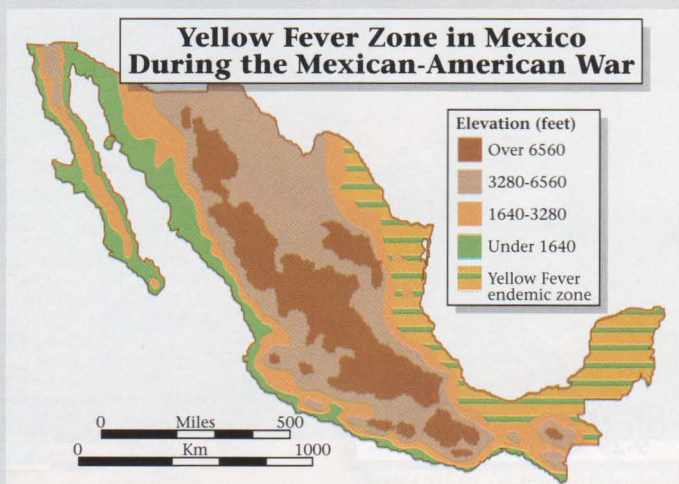 Yellow Fever Zone in Mexico
During the Mexican-American War
Elevation (feet)
Over 6560
3280-6560
1640-3280
Under 1640
Yellow Fever
endemic zone
0 Miles 500
0 Km 1000